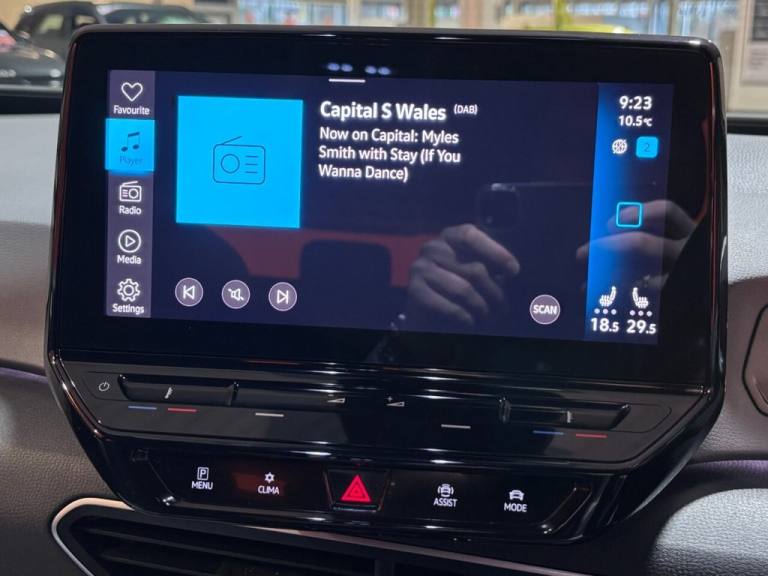 Favourite
Player
Radio
Media
Settings
Capital S Wales (DAB)
Now on Capital: Myles
Smith with Stay (If You
Wanna Dance)
SCAN
9:23
10.5℃
2
18.5 29.5
P
MENU
CLIMA
ASSIST
MODE